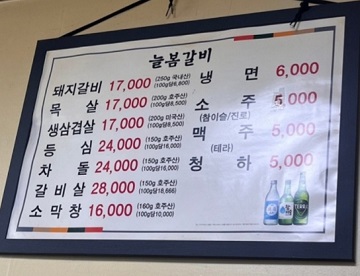 늘봄갈비
돼지갈비 17,000 (250g 국내산) (100g당6,800)
목살 17,000 (200g 호주산) (100g당8,500)
생삼겹살 17,000 (200g 미국산) (100g당8,500)
등심 24,000 (150g 호주산) (100g당16,000)
차돌 24,000 (150g 호주산) (100g당16,000)
갈비살 28,000 (150g 호주산) (100g당18,666)
소막창 16,000 (160g 호주산) (100g당10,000)
냉면 6,000
소주 5,000
(참이슬/진로)
맥주 5,000
(테라)
청하 5,000
TERRA